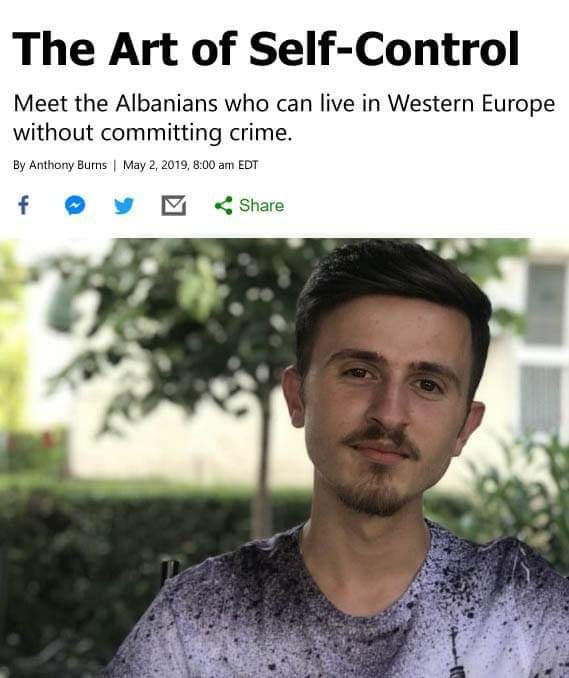 The Art of Self-Control
Meet the Albanians who can live in Western Europe
without committing crime.
By Anthony Burns | May 2, 2019, 8:00 am EDT
Share